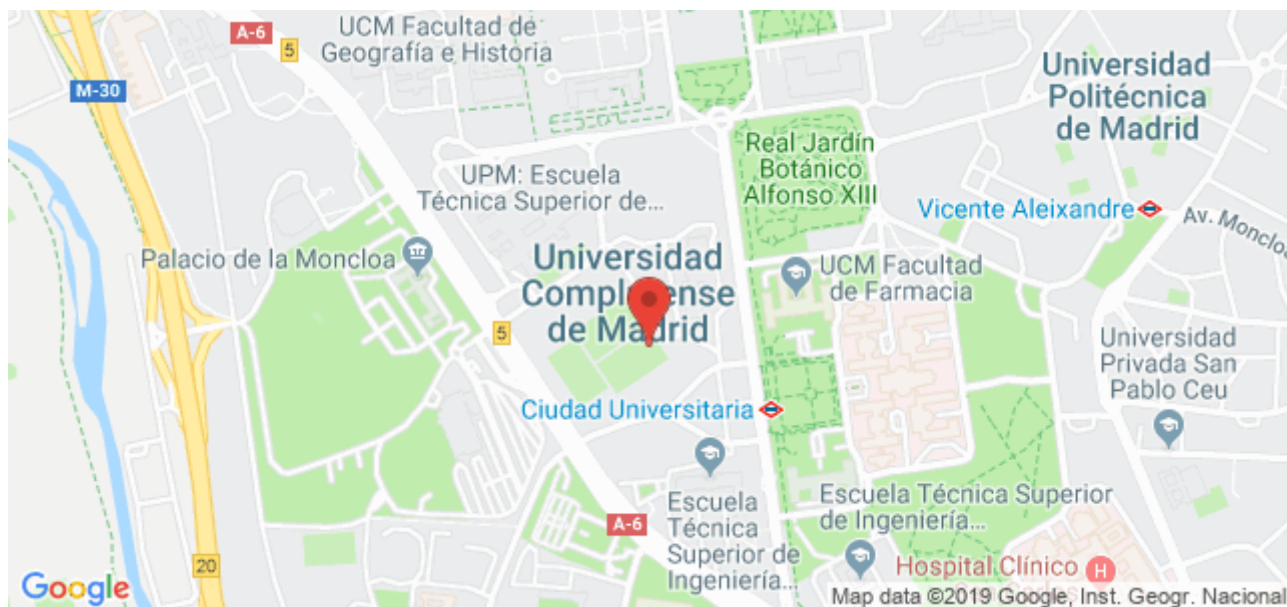 A-6
UCM Facultad de
Geografía e Historia
5
M-30
Universidad
Politécnica
de Madrid
Real Jardín
Botánico
Alfonso XIII
UPM: Escuela
Técnica Superior de...
Vicente Aleixandre
Av. Moncloa
Palacio de la Moncloa
Universidad
Complutense
de Madrid
UCM Facultad
de Farmacia
5
Universidad
Privada San
Pablo Ceu
Ciudad Universitaria
Escuela
Técnica
Superior de
Ingeniería...
Escuela Técnica Superior
de Ingeniería...
A-6
20
Hospital Clínico
H
Google
Map data ©2019 Google, Inst. Geogr. Nacional